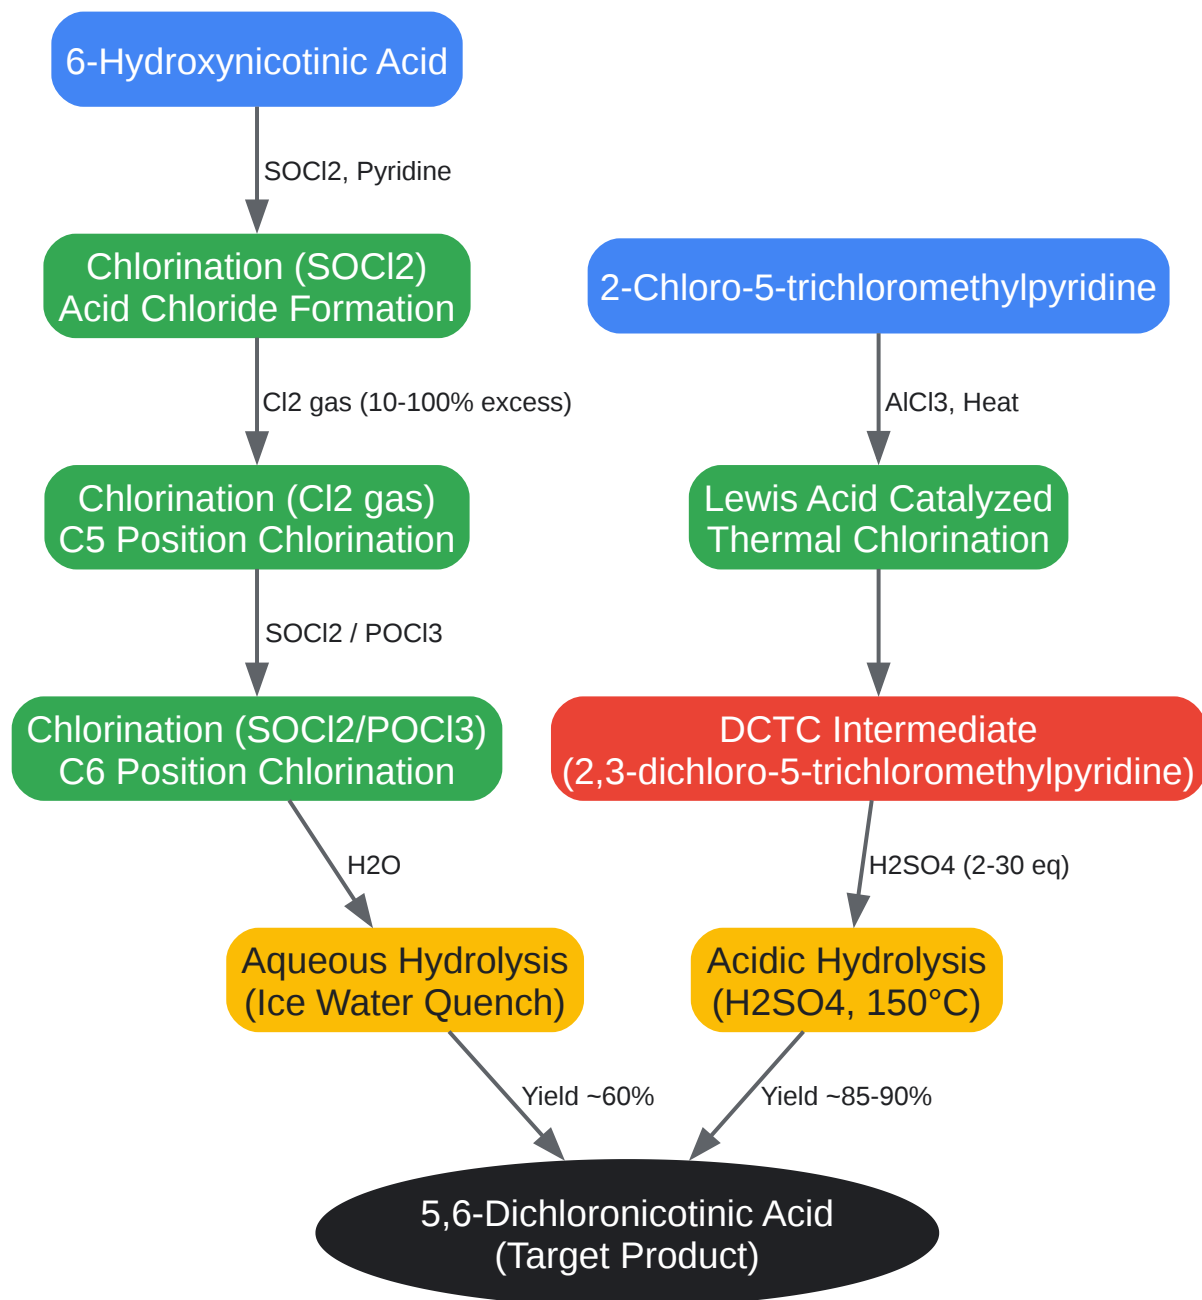 6-Hydroxynicotinic Acid
SOCl2, Pyridine
Chlorination (SOCl2)
Acid Chloride Formation
2-Chloro-5-trichloromethylpyridine
Cl2 gas (10-100% excess)
AlCl3, Heat
Chlorination (Cl2 gas)
C5 Position Chlorination
Lewis Acid Catalyzed
Thermal Chlorination
SOCl2 / POCl3
Chlorination (SOCl2/POCl3)
C6 Position Chlorination
DCTC Intermediate
(2,3-dichloro-5-trichloromethylpyridine)
H2O
H2SO4 (2-30 eq)
Aqueous Hydrolysis
(Ice Water Quench)
Acidic Hydrolysis
(H2SO4, 150°C)
Yield ~60%
Yield ~85-90%
5,6-Dichloronicotinic Acid
(Target Product)